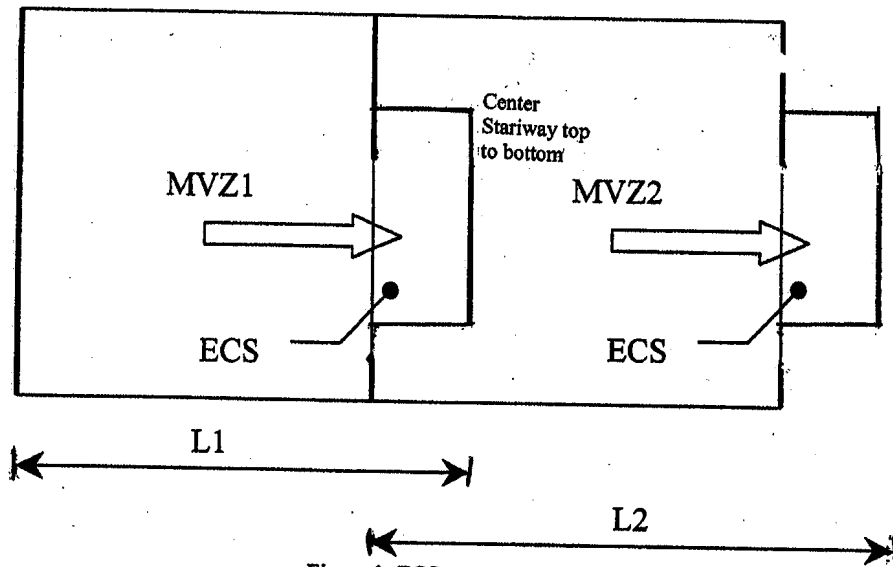 Center
Stariway top
to bottom
MVZ1
MVZ2
ECS
ECS
L1
L2